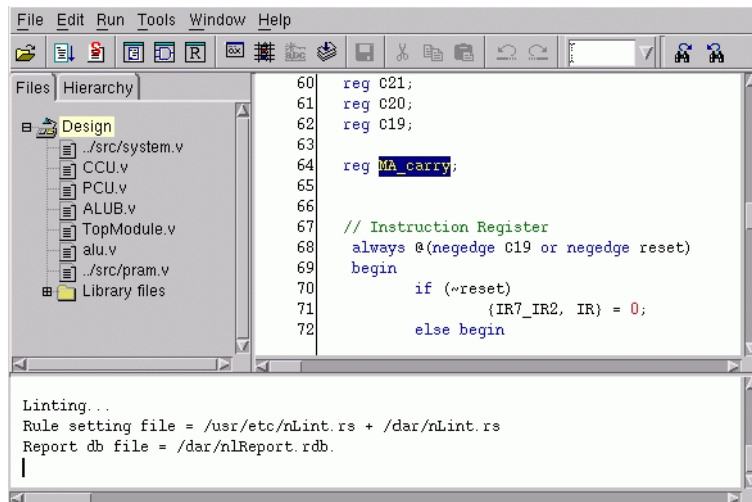 File Edit Run Tools Window Help
Files Hierarchy
Design
../src/system.v
CCU.v
PCU.v
ALUB.v
TopModule.v
alu.v
../src/pram.v
Library files
60 reg C21;
61 reg C20;
62 reg C19;
63
64 reg MA_carry;
65
66
67 // Instruction Register
68 always @(negedge C19 or negedge reset)
69 begin
70 if (~reset)
71 {IR7_IR2, IR} = 0;
72 else begin
Linting...
Rule setting file = /usr/etc/nLint.rs + /dar/nLint.rs
Report db file = /dar/nlReport.rdb.